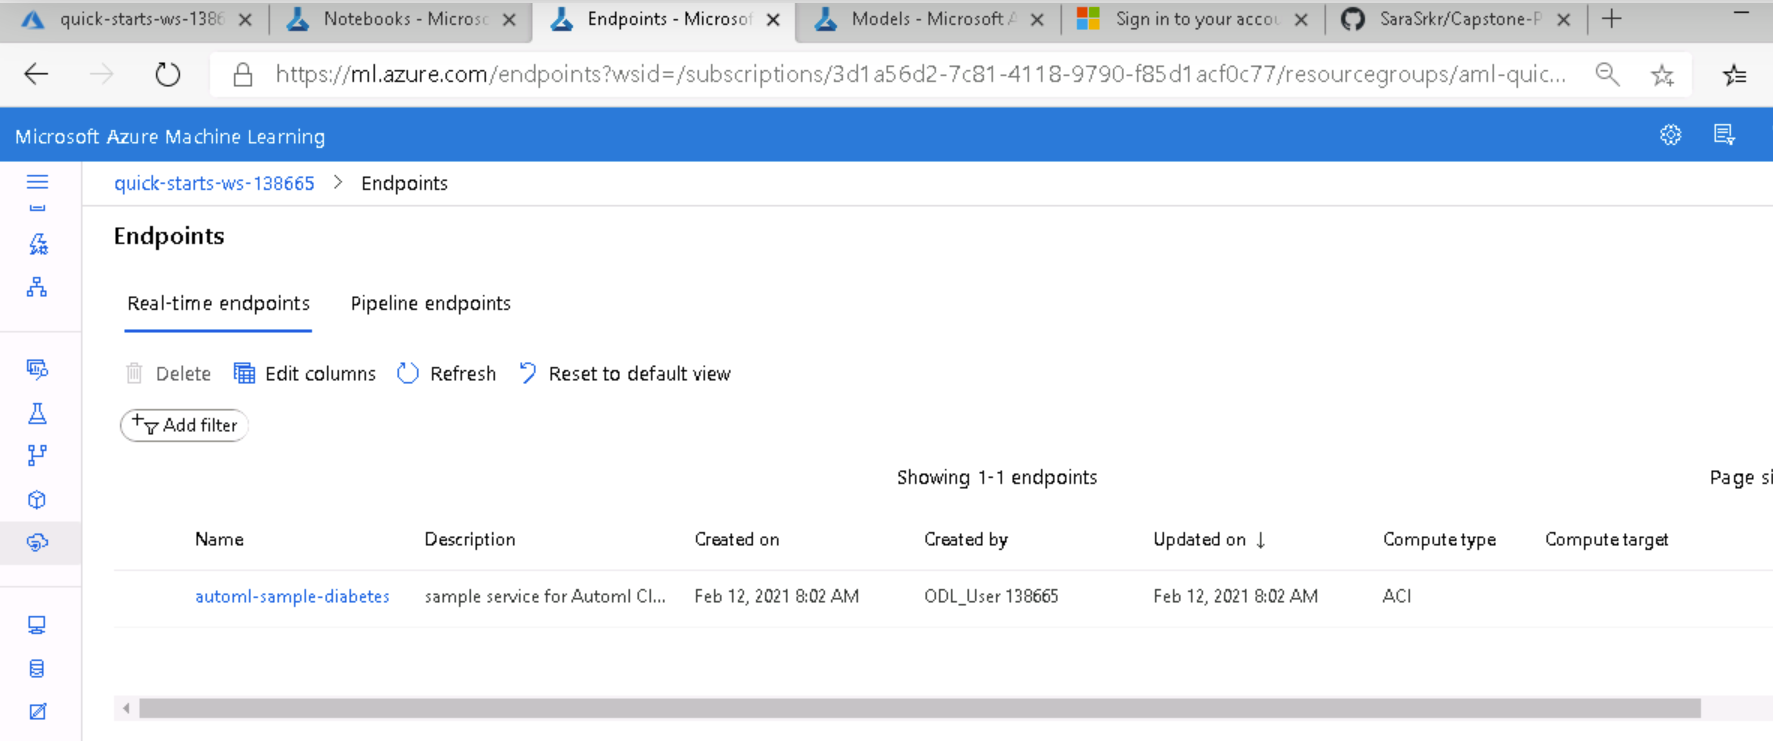 quick-starts-ws-1386
Notebooks - Microsc
Endpoints - Microsof
Models - Microsoft A
Sign in to your accou
SaraSrkr/Capstone-P
https://ml.azure.com/endpoints?wsid=/subscriptions/3d1a56d2-7c81-4118-9790-f85d1acf0c77/resourcegroups/aml-quic...
Microsoft Azure Machine Learning
quick-starts-ws-138665 > Endpoints
Endpoints
Real-time endpoints Pipeline endpoints
Delete Edit columns Refresh Reset to default view
Add filter
Showing 1-1 endpoints Page si
Name Description Created on Created by Updated on ↓ Compute type Compute target
automl-sample-diabetes sample service for Automl Cl... Feb 12, 2021 8:02 AM ODL_User 138665 Feb 12, 2021 8:02 AM ACI